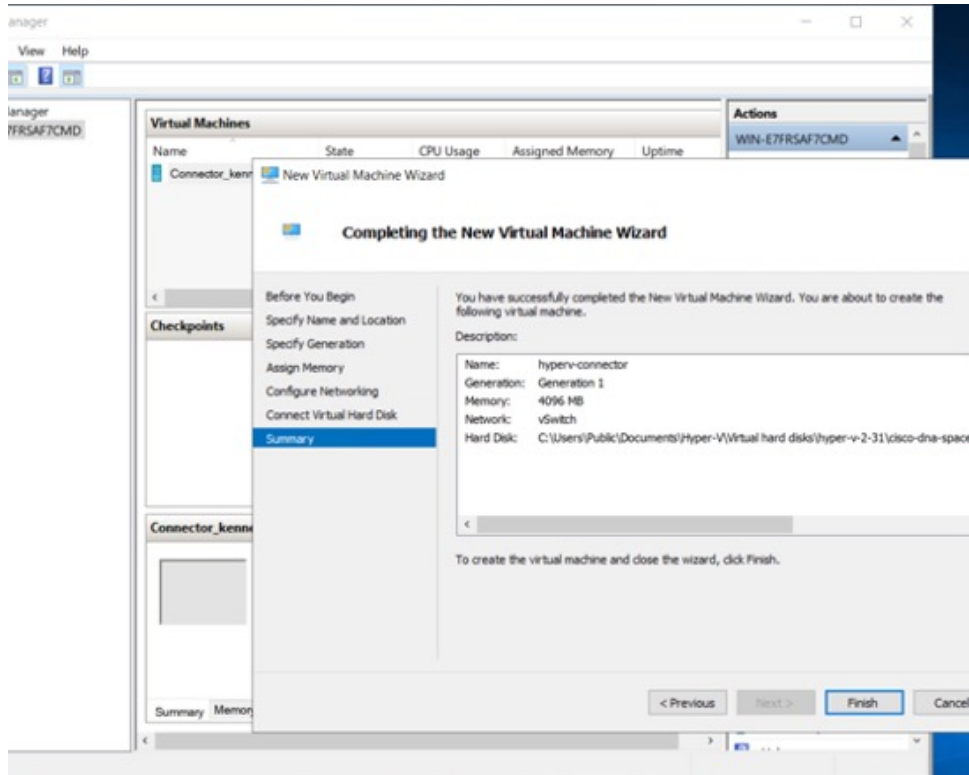 anager
View Help
anager
7FRSAF7CMD
Virtual Machines
Name State CPU Usage Assigned Memory Uptime
Connector_kenn
Checkpoints
Connector_kenne
Summary Memory
Actions
WIN-E7FRSAF7CMD
New Virtual Machine Wizard
Completing the New Virtual Machine Wizard
Before You Begin
Specify Name and Location
Specify Generation
Assign Memory
Configure Networking
Connect Virtual Hard Disk
Summary
You have successfully completed the New Virtual Machine Wizard. You are about to create the
following virtual machine.
Description:
Name: hyperv-connector
Generation: Generation 1
Memory: 4096 MB
Network: vSwitch
Hard Disk: C:\Users\Public\Documents\Hyper-V\Virtual hard disks\hyper-v-2-31\cisco-dna-space
To create the virtual machine and close the wizard, click Finish.
< Previous Next > Finish Cancel